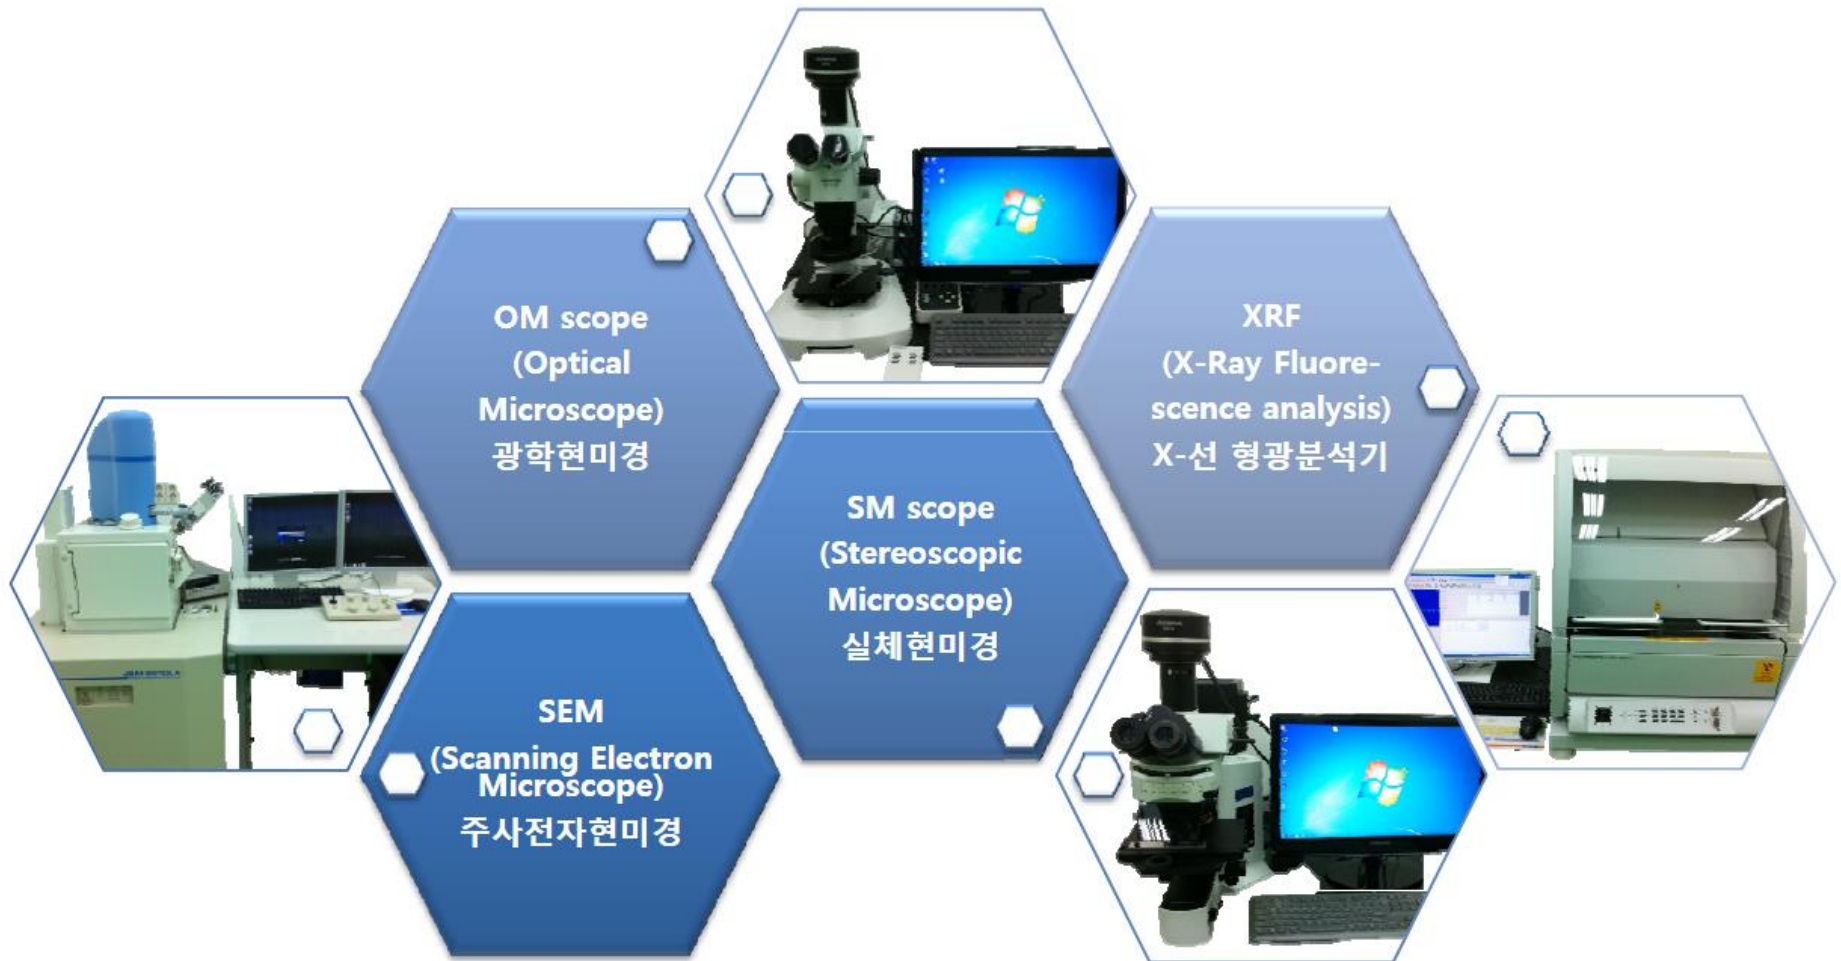 OM scope
(Optical
Microscope)
광학현미경
XRF
(X-Ray Fluore-
scence analysis)
X-선 형광분석기
SM scope
(Stereoscopic
Microscope)
실체현미경
SEM
(Scanning Electron
Microscope)
주사전자현미경